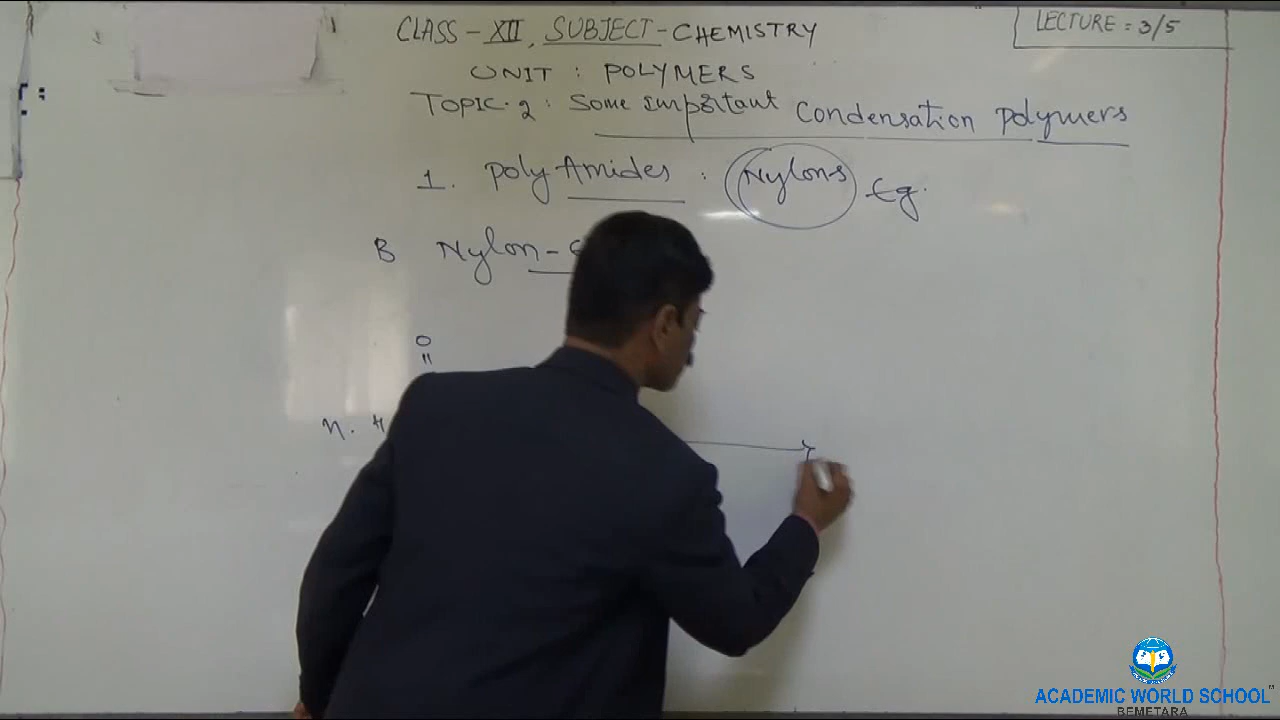 CLASS - XII, SUBJECT - CHEMISTRY
LECTURE : 3/5
UNIT : POLYMERS
TOPIC. 2 : Some important Condensation polymers
1. Poly Amides : Nylons Eg.
B Nylon -
O
n. H
ACADEMIC WORLD SCHOOL"
BEMETARA